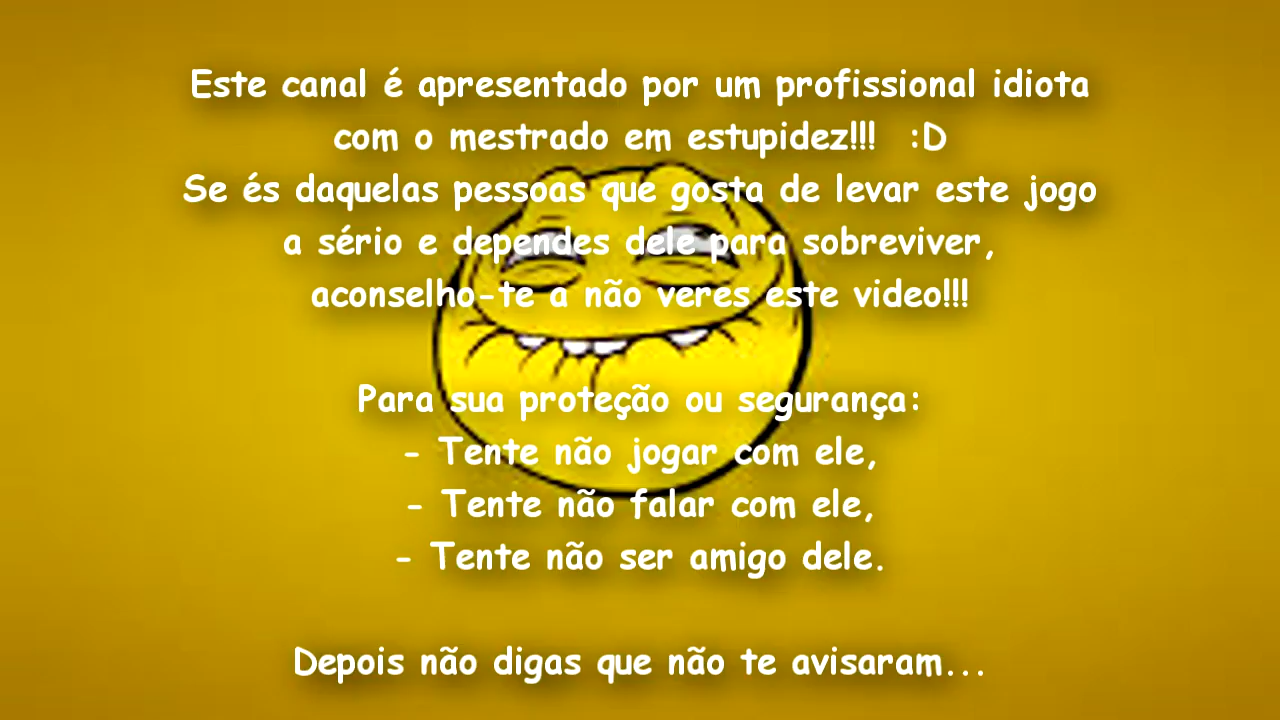 Este canal é apresentado por um profissional idiota
com o mestrado em estupidez!!! :D
Se és daquelas pessoas que gosta de levar este jogo
a sério e dependes dele para sobreviver,
aconselho-te a não veres este video!!!
Para sua proteção ou segurança:
- Tente não jogar com ele,
- Tente não falar com ele,
- Tente não ser amigo dele.
Depois não digas que não te avisaram...